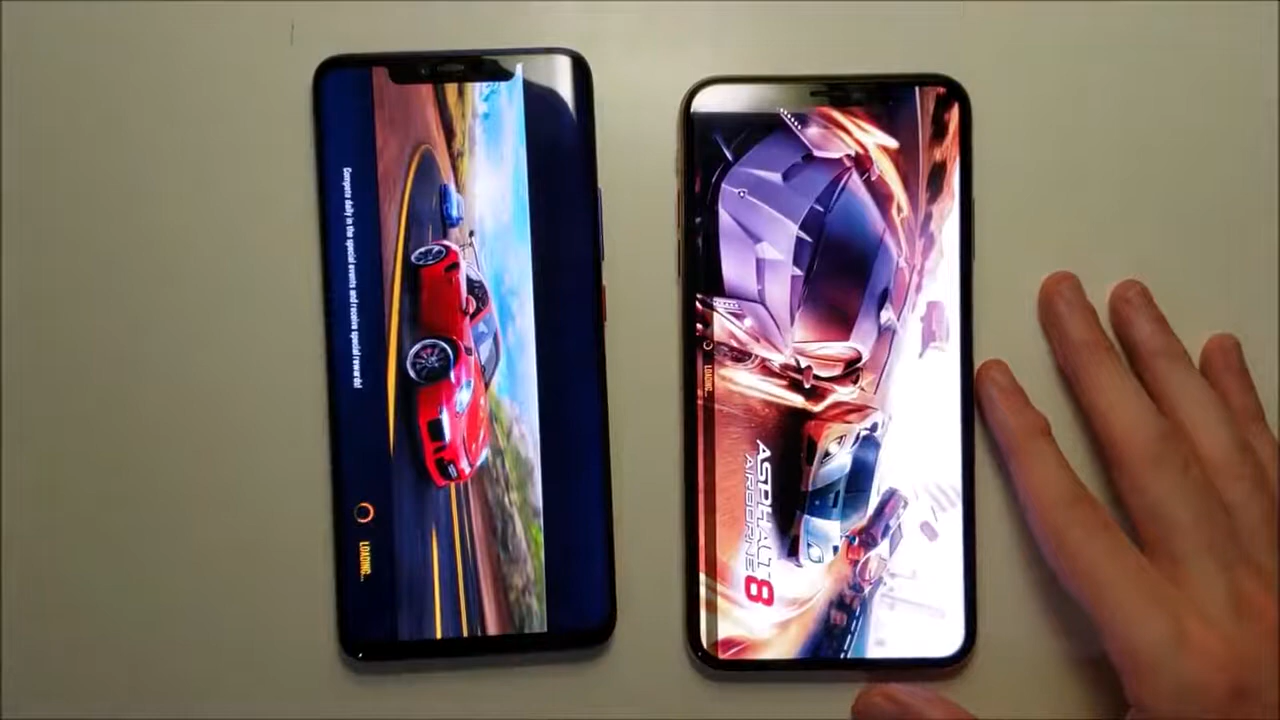 Compete daily in the special events and receive special rewards!
LOADING...
LOADING...
ASPHALT 8
AIRBORNE